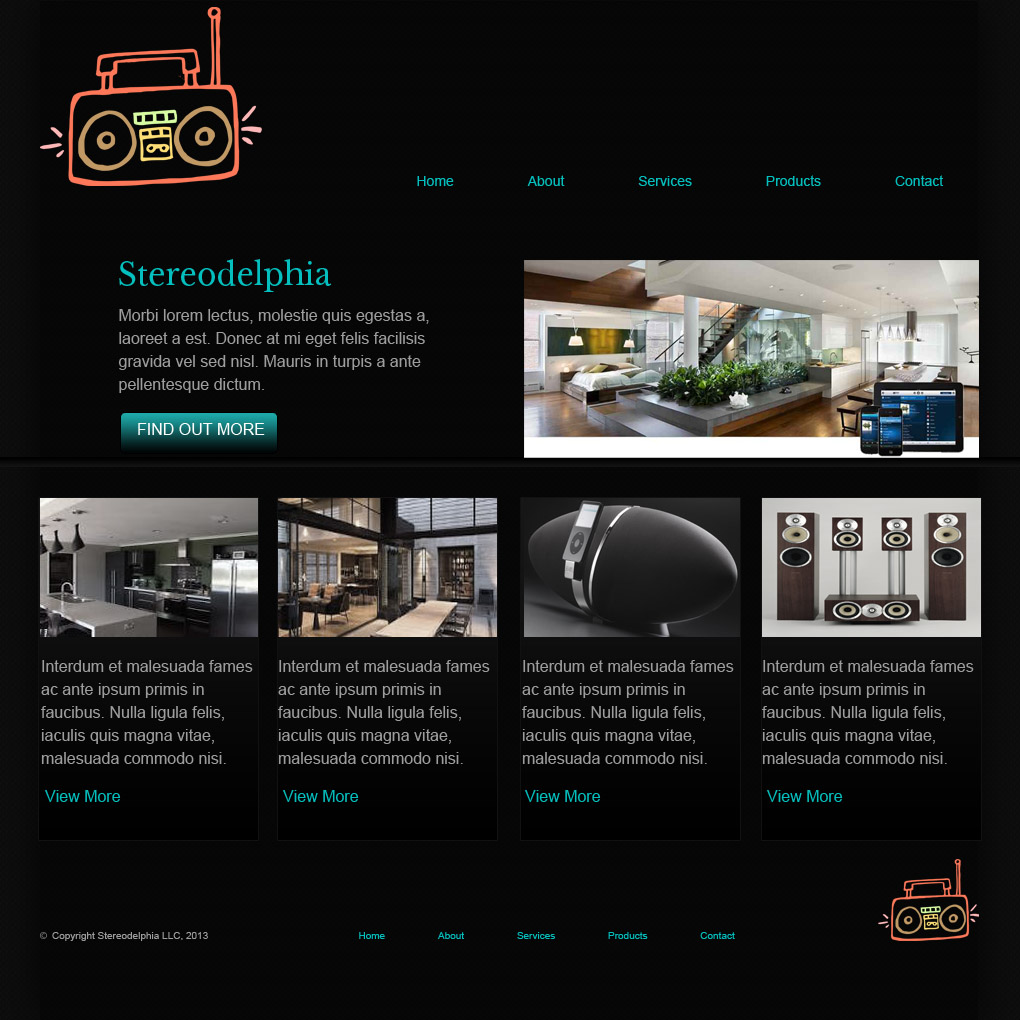 Home About Services Products Contact
Stereodelphia
Morbi lorem lectus, molestie quis egestas a,
laoreet a est. Donec at mi eget felis facilisis
gravida vel sed nisl. Mauris in turpis a ante
pellentesque dictum.
FIND OUT MORE
Interdum et malesuada fames
ac ante ipsum primis in
faucibus. Nulla ligula felis,
iaculis quis magna vitae,
malesuada commodo nisi.
View More
Interdum et malesuada fames
ac ante ipsum primis in
faucibus. Nulla ligula felis,
iaculis quis magna vitae,
malesuada commodo nisi.
View More
Interdum et malesuada fames
ac ante ipsum primis in
faucibus. Nulla ligula felis,
iaculis quis magna vitae,
malesuada commodo nisi.
View More
Interdum et malesuada fames
ac ante ipsum primis in
faucibus. Nulla ligula felis,
iaculis quis magna vitae,
malesuada commodo nisi.
View More
© Copyright Stereodelphia LLC, 2013
Home About Services Products Contact